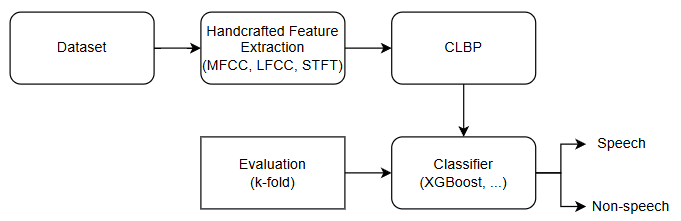 Dataset
Handcrafted Feature
Extraction
(MFCC, LFCC, STFT)
CLBP
Evaluation
(k-fold)
Classifier
(XGBoost, ...)
Speech
Non-speech